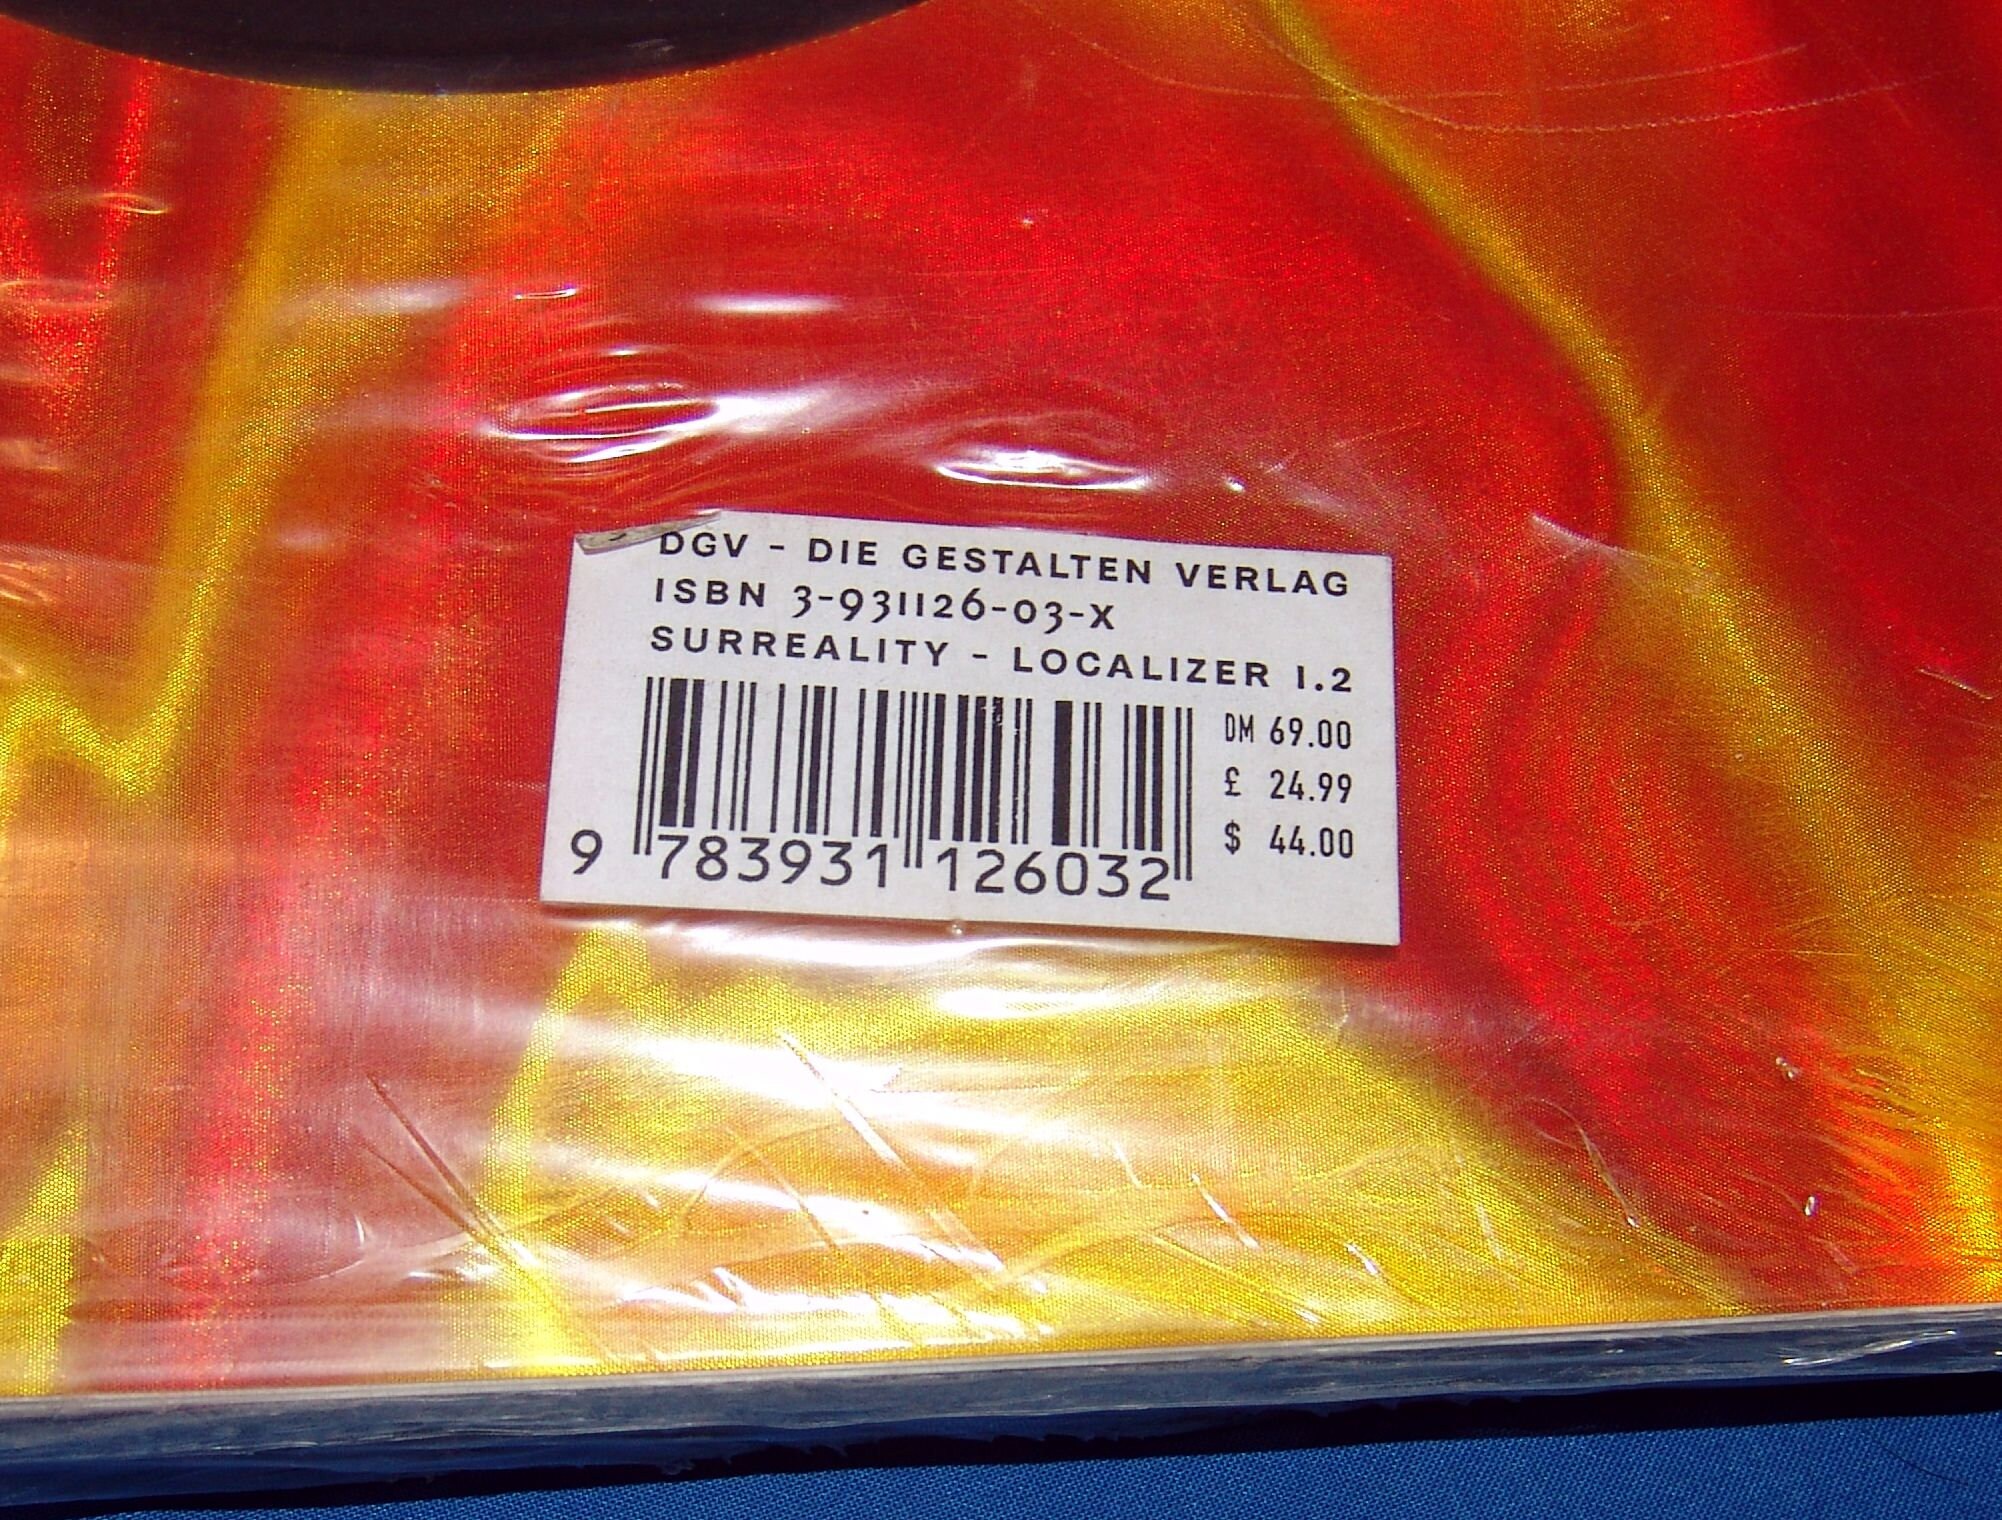 DGV - DIE GESTALTEN VERLAG
ISBN 3-931126-03-X
SURREALITY - LOCALIZER 1.2
DM 69.00
£ 24.99
$ 44.00
9 783931 126032